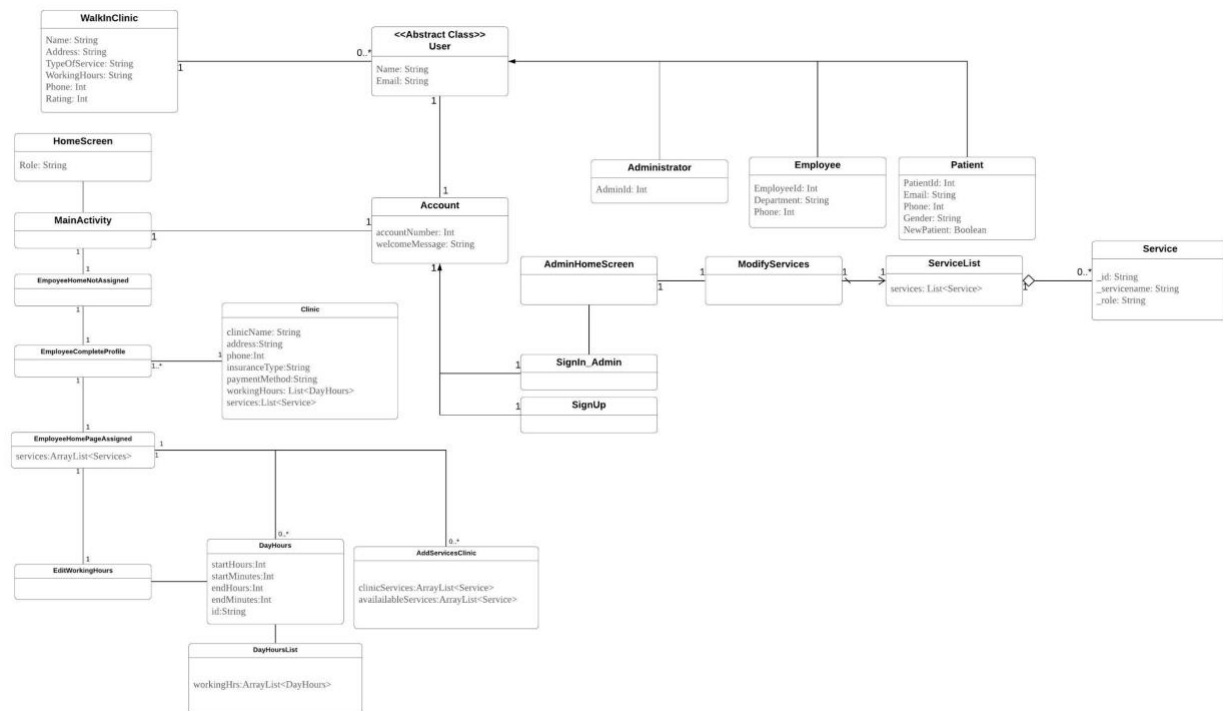 WalkInClinic
Name: String
Address: String
TypeOfService: String
WorkingHours: String
Phone: Int
Rating: Int
1
0..*
<<Abstract Class>>
User
Name: String
Email: String
1
HomeScreen
Role: String
Administrator
AdminId: Int
Employee
EmployeeId: Int
Department: String
Phone: Int
Patient
PatientId: Int
Email: String
Phone: Int
Gender: String
NewPatient: Boolean
MainActivity
1
1
1
1
Account
accountNumber: Int
welcomeMessage: String
1
AdminHomeScreen
1
1
ModifyServices
1
1
ServiceList
services: List<Service>
1
0..*
Service
_id: String
_servicename: String
_role: String
1
EmpoyeeHomeNotAssigned
1
1
EmployeeCompleteProfile
1..*
1
1
Clinic
clinicName: String
address:String
phone:Int
insuranceType:String
paymentMethod:String
workingHours: List<DayHours>
services:List<Service>
SignIn_Admin
1
SignUp
1
1
EmployeeHomePageAssigned
services:ArrayList<Services>
1
1
1
1
EditWorkingHours
0..*
DayHours
startHours:Int
startMinutes:Int
endHours:Int
endMinutes:Int
id:String
0..*
AddServicesClinic
clinicServices:ArrayList<Service>
availailableServices:ArrayList<Service>
DayHoursList
workingHrs:ArrayList<DayHours>